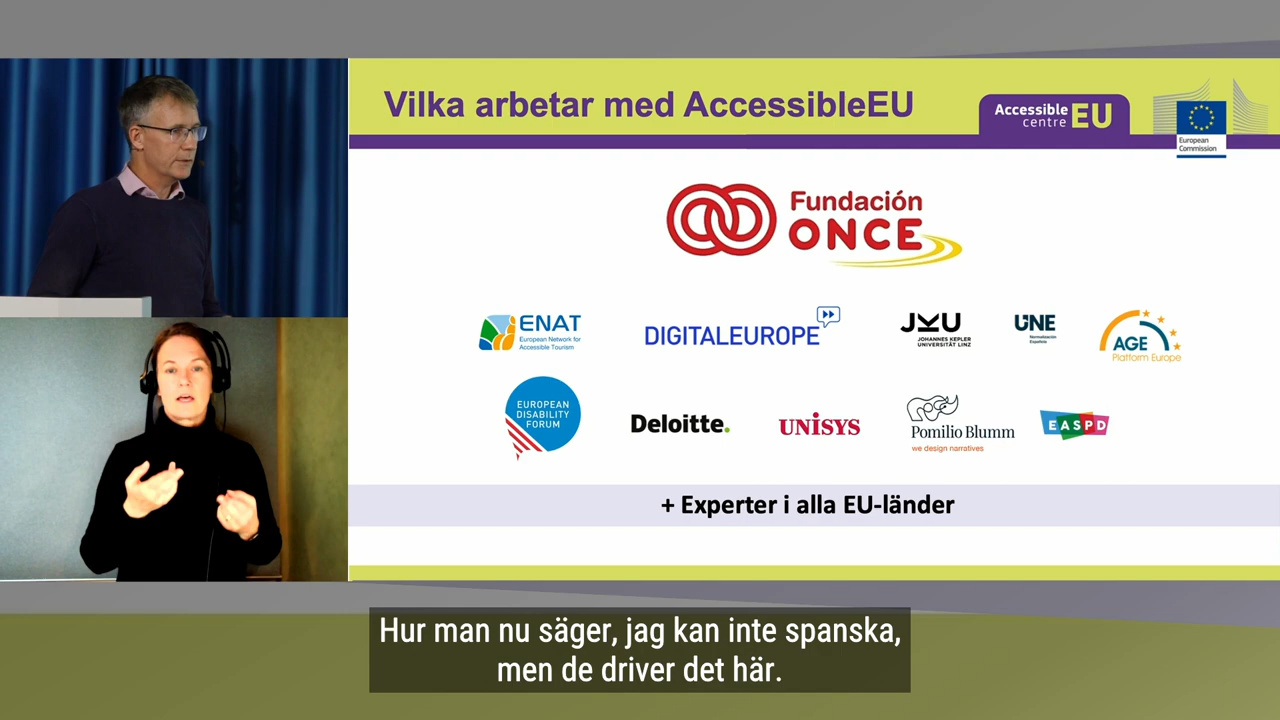 Vilka arbetar med AccessibleEU
Accessible EU
centre
European
Commission
Fundación
ONCE
ENAT
European Network for
Accessible Tourism
DIGITALEUROPE
JKU
JOHANNES KEPLER
UNIVERSITÄT LINZ
UNE
Normalización
Española
AGE
Platform Europe
EUROPEAN
DISABILITY
FORUM
Deloitte.
UNISYS
Pomilio Blumm
we design narratives
EASPD
+ Experter i alla EU-länder
Hur man nu säger, jag kan inte spanska,
men de driver det här.